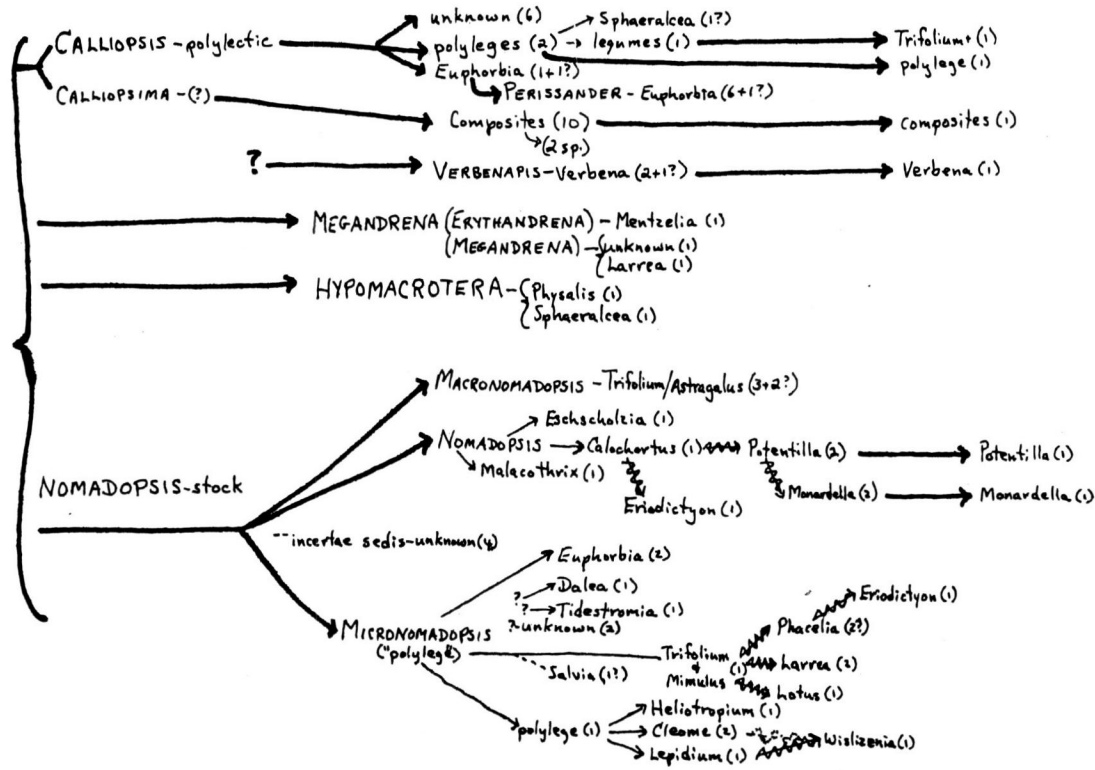 unknown (6)
Sphaeralcea (1?)
CALLIOPSIS - polylectic
polyleges (2) → legumes (1)
Trifolium+ (1)
polylege (1)
Euphorbia (1+1?)
PERISSANDER - Euphorbia (6+1?)
CALLIOPSIMA - (?)
Composites (10)
composites (1)
(2 sp.)
?
VERBENAPIS - Verbena (2+1?)
Verbena (1)
MEGANDRENA (ERYTHANDRENA) - Mentzelia (1)
(MEGANDRENA) - unknown (1)
Larrea (1)
HYPOMACROTERA - Physalis (1)
Sphaeralcea (1)
MACRONOMADOPSIS - Trifolium/Astragalus (3+2?)
Eschscholzia (1)
NOMADOPSIS
Calochortus (1)
Potentilla (2)
Potentilla (1)
Malacothrix (1)
Monardella (2)
Monardella (1)
Eriodictyon (1)
NOMADOPSIS-stock
--incertae sedis-unknown (4)
Euphorbia (2)
? Dalea (1)
? → Tidestromia (1)
?-unknown (2)
Eriodictyon (1)
Phacelia (2?)
MICRONOMADOPSIS
("polylege")
Salvia (1?)
Trifolium
&
Mimulus
(1)
Larrea (2)
Lotus (1)
Heliotropium (1)
polylege (1)
Cleome (2)
Wislizenia (1)
Lepidium (1)